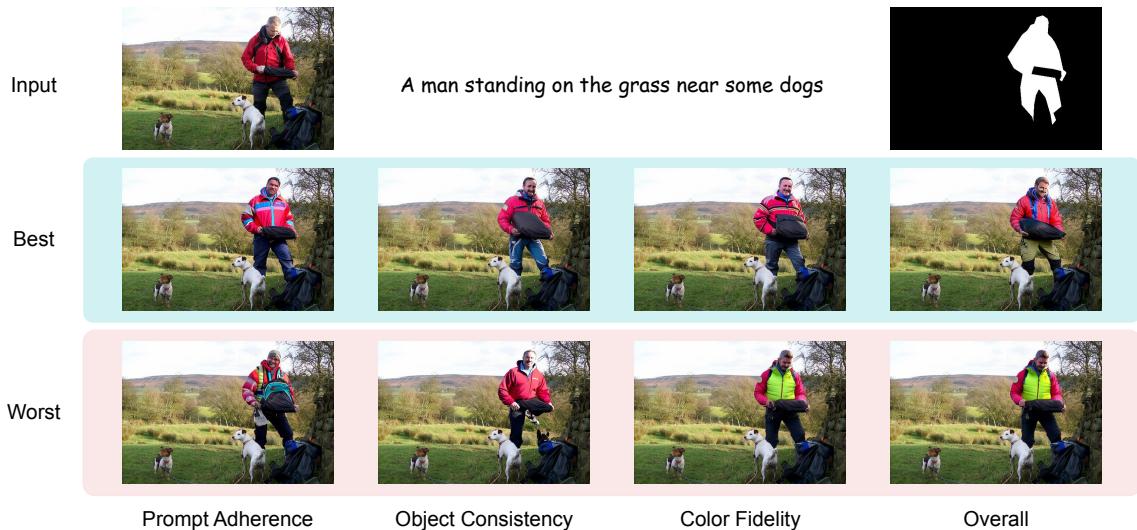 Input
A man standing on the grass near some dogs
Best
Worst
Prompt Adherence
Object Consistency
Color Fidelity
Overall